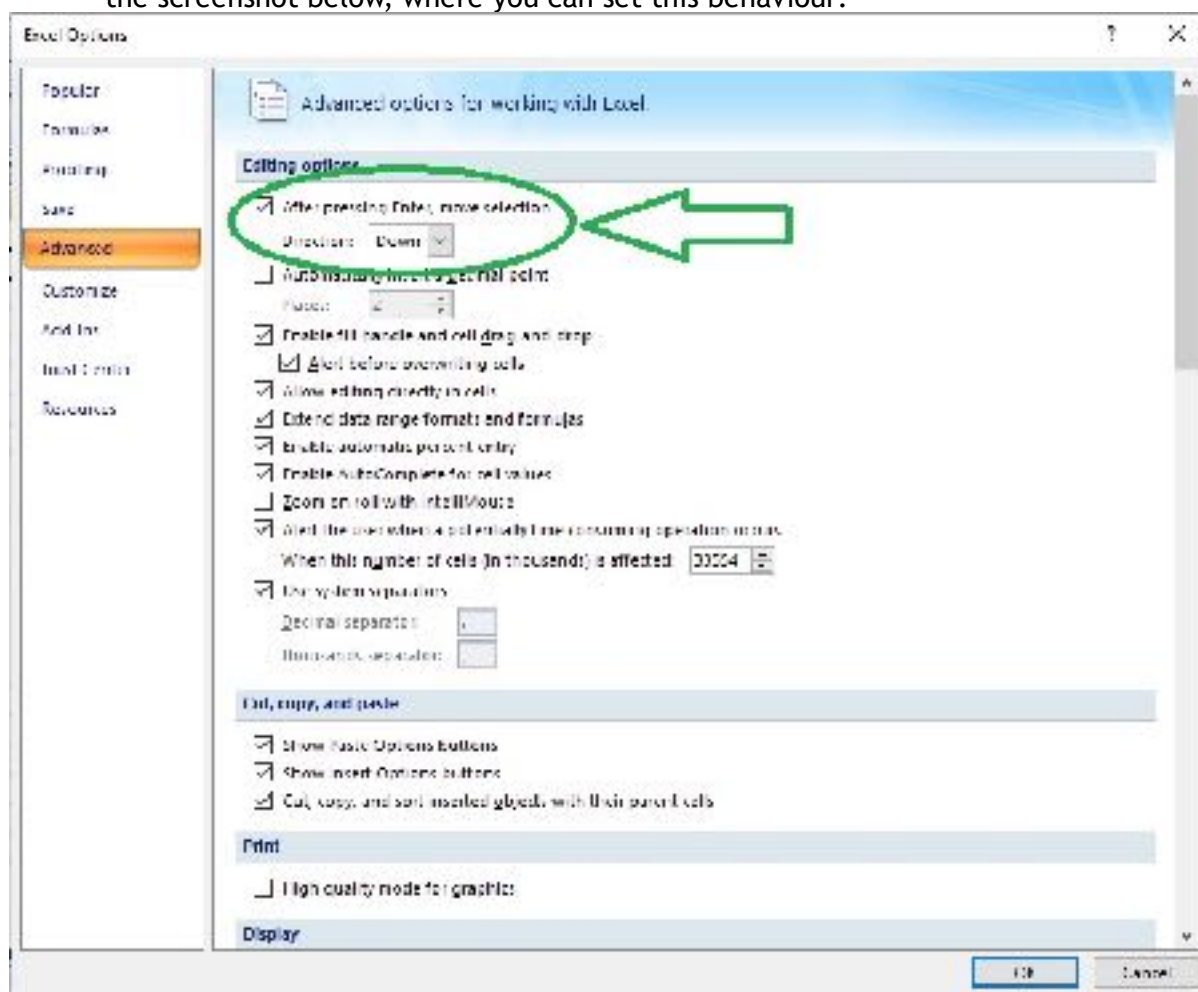 the screenshot below, where you can set this behaviour:
Excel Options
?
Popular
Formulas
Proofing
Save
Advanced
Customize
Add-Ins
Trust Center
Resources
Advanced options for working with Excel.
Editing options
After pressing Enter, move selection
Direction: Down
Automatically insert a decimal point
Places: 2
Enable fill handle and cell drag-and-drop
Alert before overwriting cells
Allow editing directly in cells
Extend data range formats and formulas
Enable automatic percent entry
Enable AutoComplete for cell values
Zoom on roll with IntelliMouse
Alert the user when a potentially time consuming operation occurs
When this number of cells (in thousands) is affected: 33554
Use system separators
Decimal separator:
Thousands separator:
Cut, copy, and paste
Show Paste Options buttons
Show Insert Options buttons
Cut, copy, and sort inserted objects with their parent cells
Print
High quality mode for graphics
Display
OK
Cancel